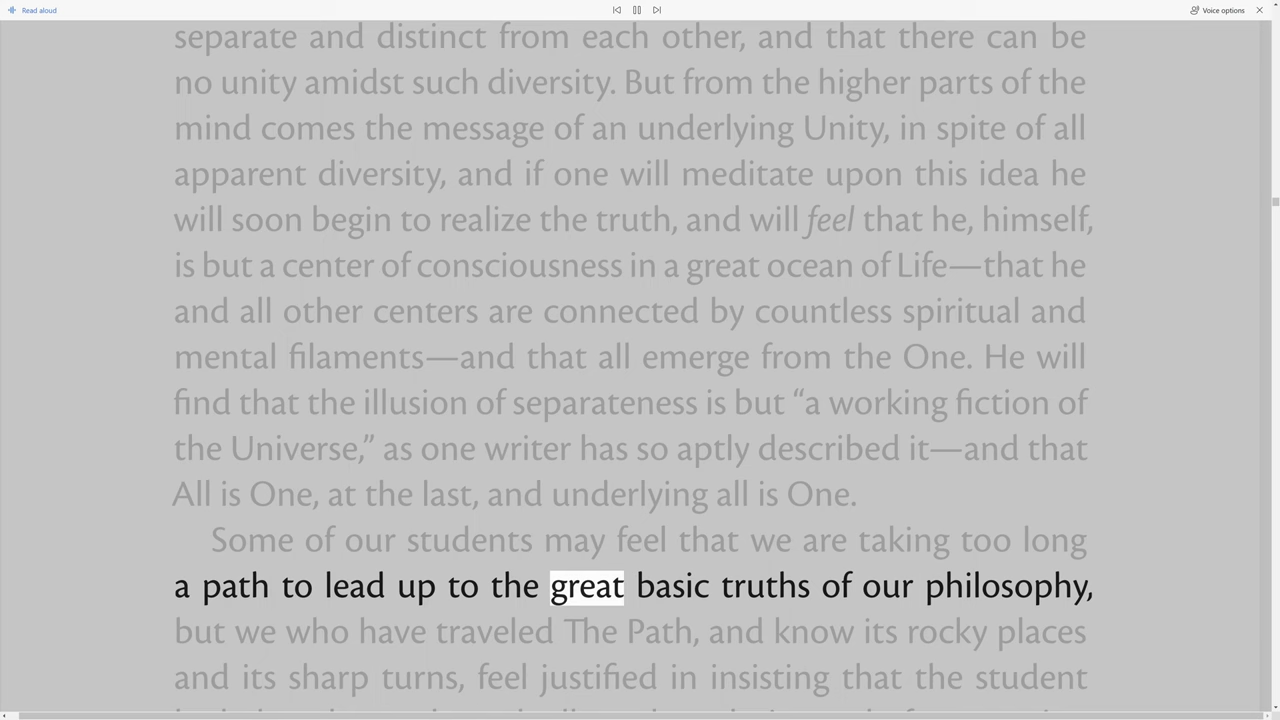 Read aloud
Voice options
separate and distinct from each other, and that there can be
no unity amidst such diversity. But from the higher parts of the
mind comes the message of an underlying Unity, in spite of all
apparent diversity, and if one will meditate upon this idea he
will soon begin to realize the truth, and will feel that he, himself,
is but a center of consciousness in a great ocean of Life—that he
and all other centers are connected by countless spiritual and
mental filaments—and that all emerge from the One. He will
find that the illusion of separateness is but “a working fiction of
the Universe,” as one writer has so aptly described it—and that
All is One, at the last, and underlying all is One.
Some of our students may feel that we are taking too long
a path to lead up to the great basic truths of our philosophy,
but we who have traveled The Path, and know its rocky places
and its sharp turns, feel justified in insisting that the student